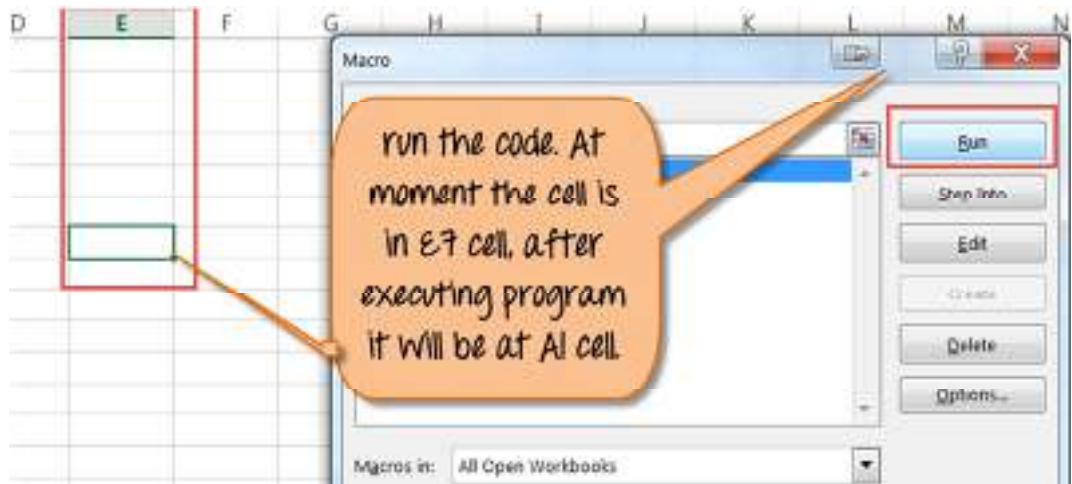 D E F G H I J K L M N
Macro
run the code. At
moment the cell is
in E7 cell, after
executing program
it will be at A1 cell.
Run
Step Into
Edit
Create
Delete
Options...
Macros in: All Open Workbooks